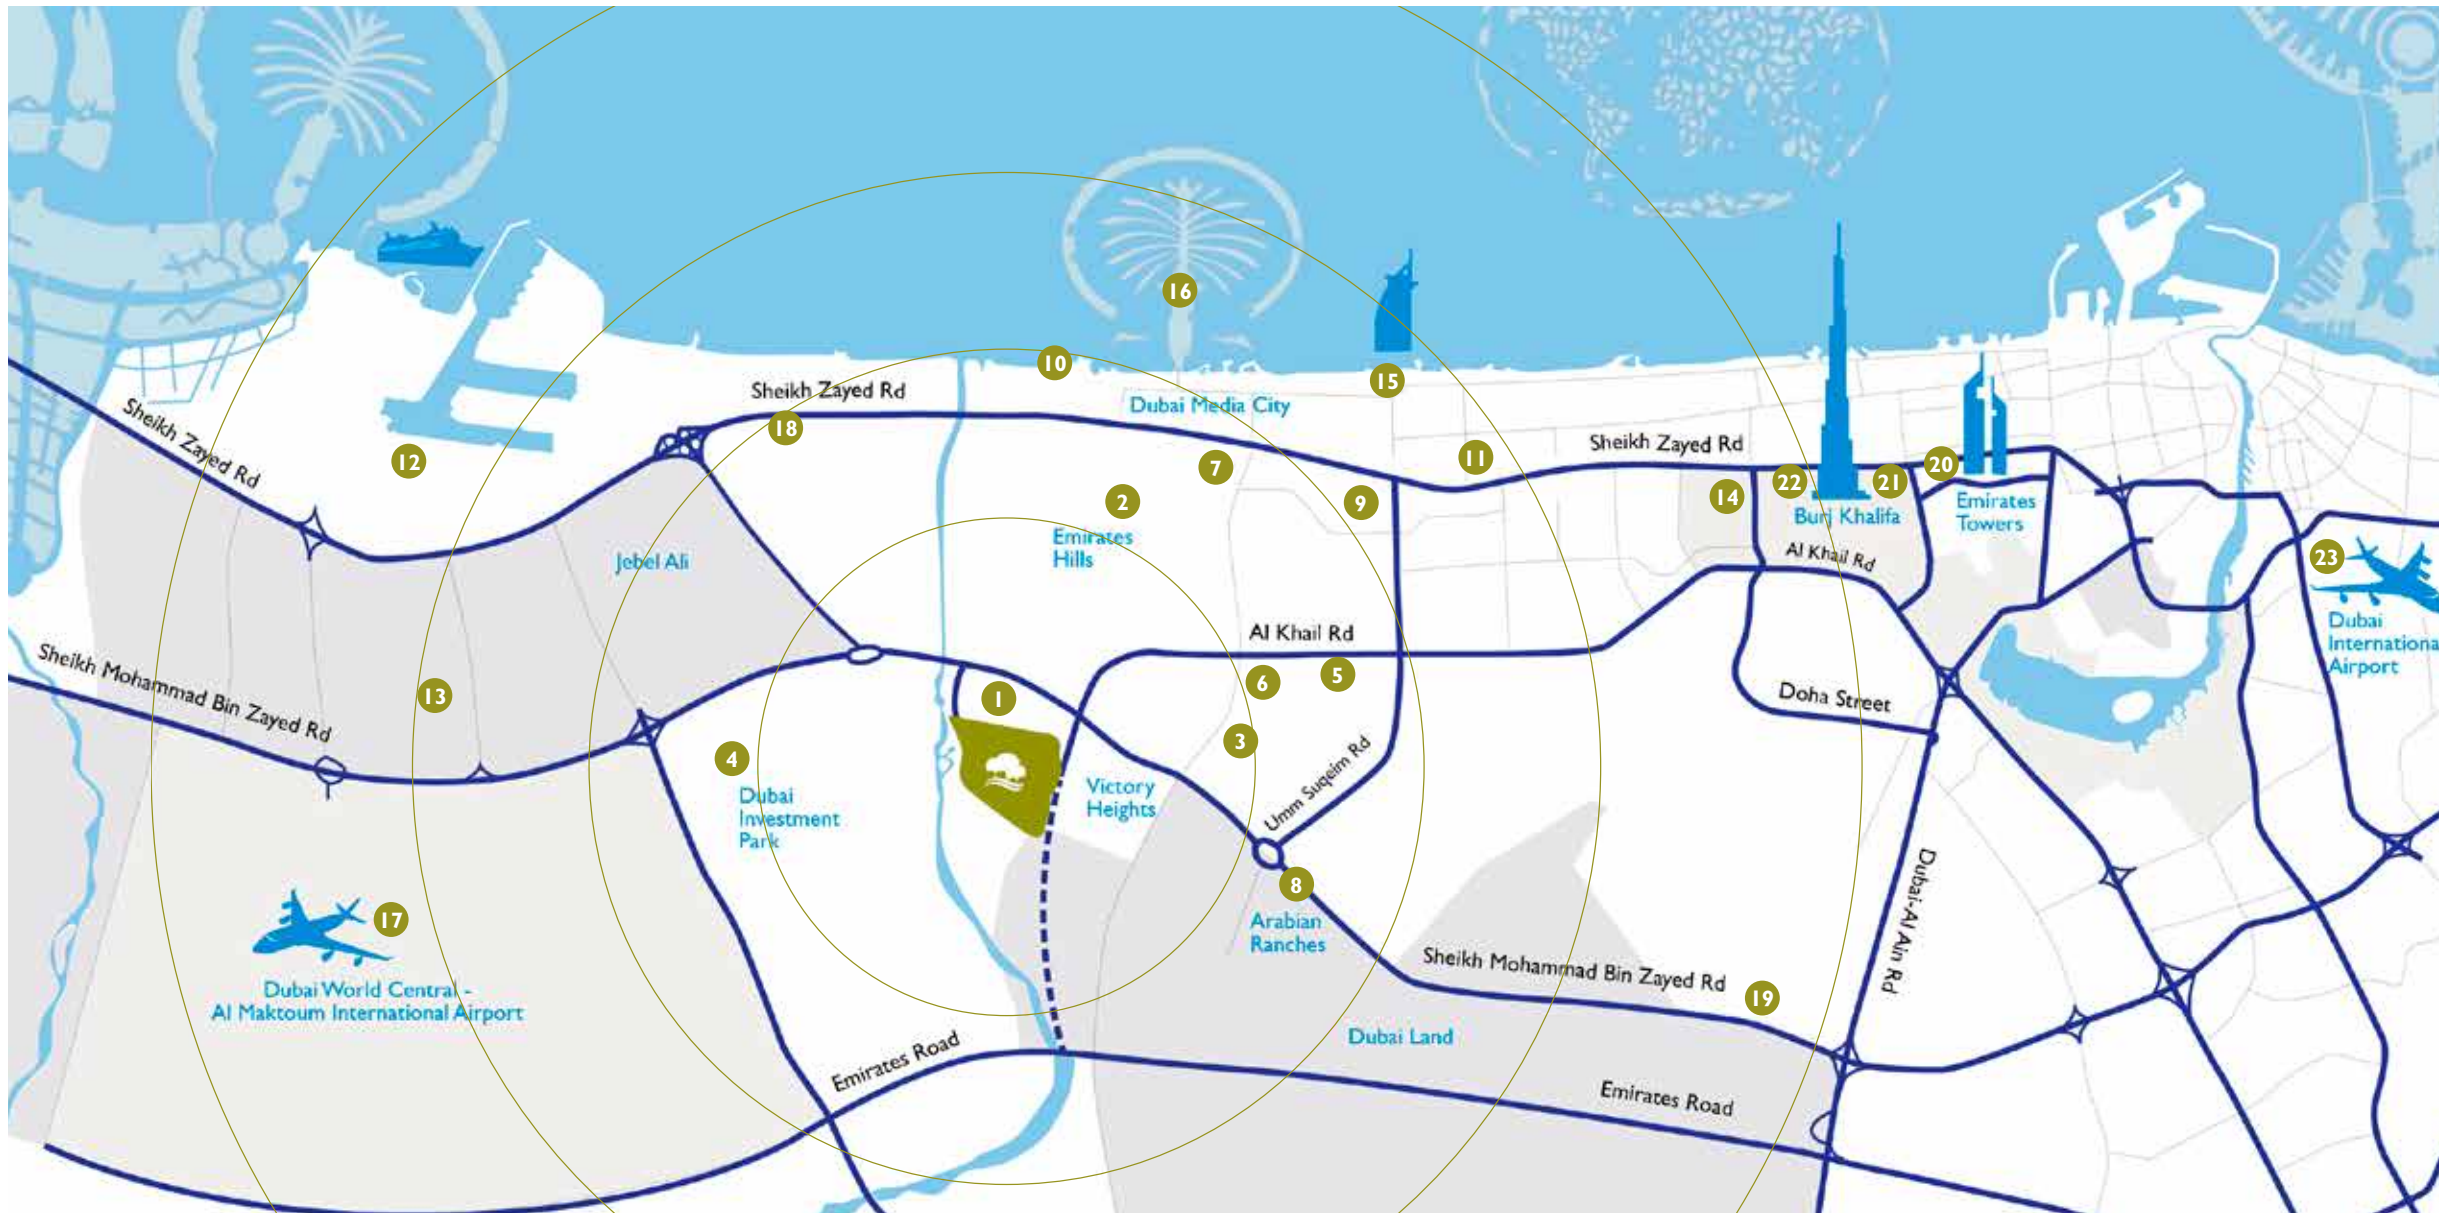 16
10
15
Sheikh Zayed Rd
Dubai Media City
18
Sheikh Zayed Rd
12
7
11
Sheikh Zayed Rd
2
9
14
22
21
20
Burj Khalifa
Emirates
Towers
Emirates
Hills
Jebel Ali
Al Khail Rd
23
Dubai
Internationa
Airport
Al Khail Rd
Sheikh Mohammad Bin Zayed Rd
13
1
6
5
3
Doha Street
4
Dubai
Investment
Park
Victory
Heights
Umm Suqeim Rd
8
Arabian
Ranches
Dubai-Al Ain Rd
17
Dubai World Central -
Al Maktoum International Airport
Sheikh Mohammad Bin Zayed Rd
19
Dubai Land
Emirates Road
Emirates Road